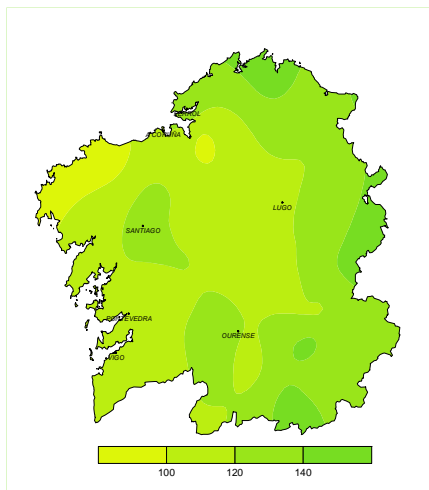 FERROL
A CORUÑA
LUGO
SANTIAGO
PONTEVEDRA
OURENSE
VIGO
100 120 140